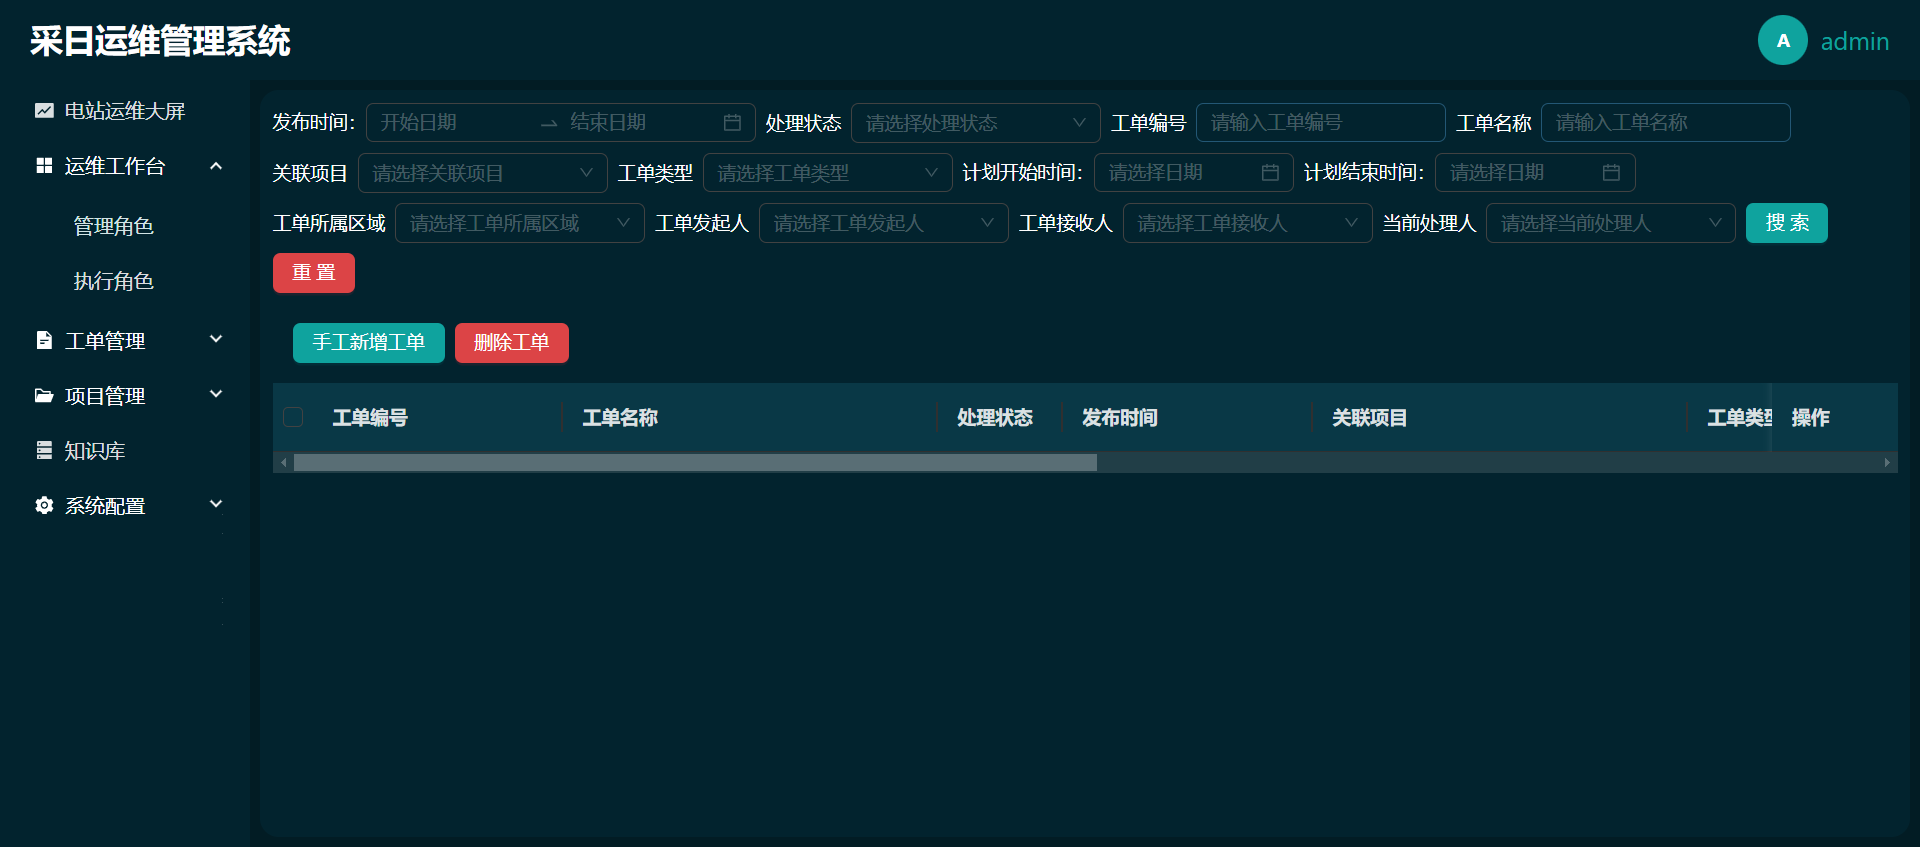 采日运维管理系统
A admin
电站运维大屏
运维工作台
管理角色
执行角色
工单管理
项目管理
知识库
系统配置
发布时间: 开始日期 结束日期 处理状态 请选择处理状态 工单编号 请输入工单编号 工单名称 请输入工单名称
关联项目 请选择关联项目 工单类型 请选择工单类型 计划开始时间: 请选择日期 计划结束时间: 请选择日期
工单所属区域 请选择工单所属区域 工单发起人 请选择工单发起人 工单接收人 请选择工单接收人 当前处理人 请选择当前处理人 搜 索
重 置
手工新增工单 删除工单
工单编号 工单名称 处理状态 发布时间 关联项目 工单类型 操作